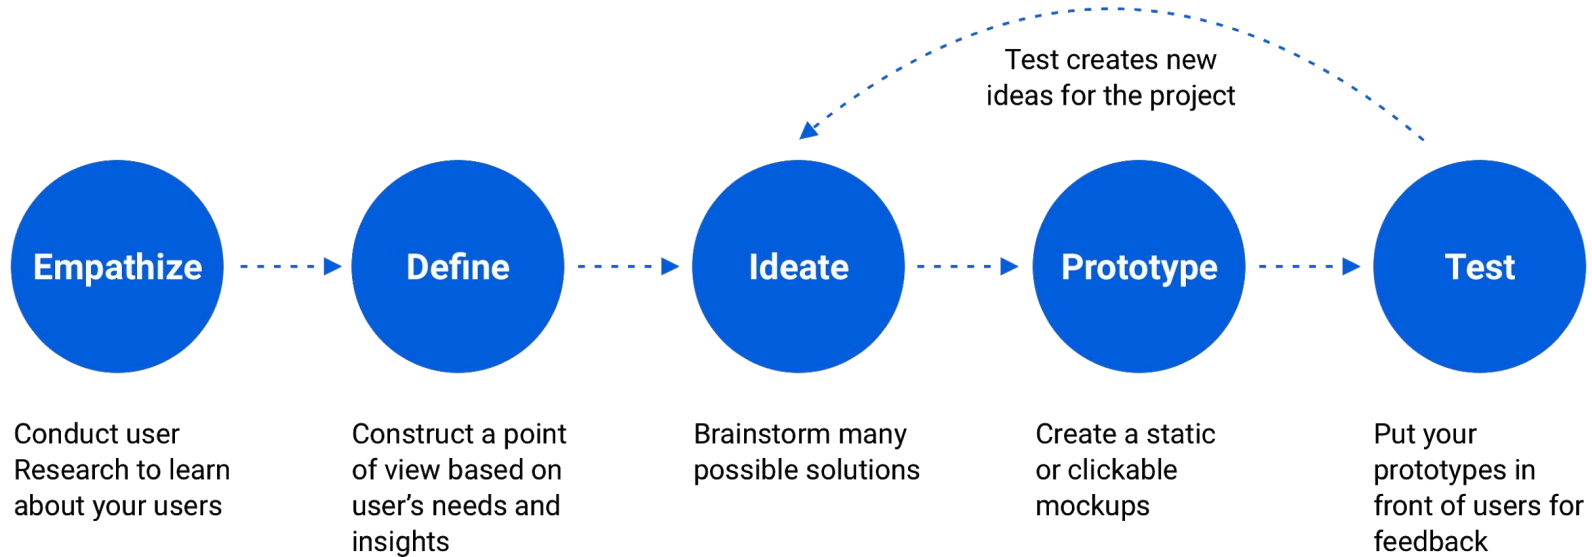 Test creates new
ideas for the project
Empathize
Define
Ideate
Prototype
Test
Conduct user
Research to learn
about your users
Construct a point
of view based on
user’s needs and
insights
Brainstorm many
possible solutions
Create a static
or clickable
mockups
Put your
prototypes in
front of users for
feedback